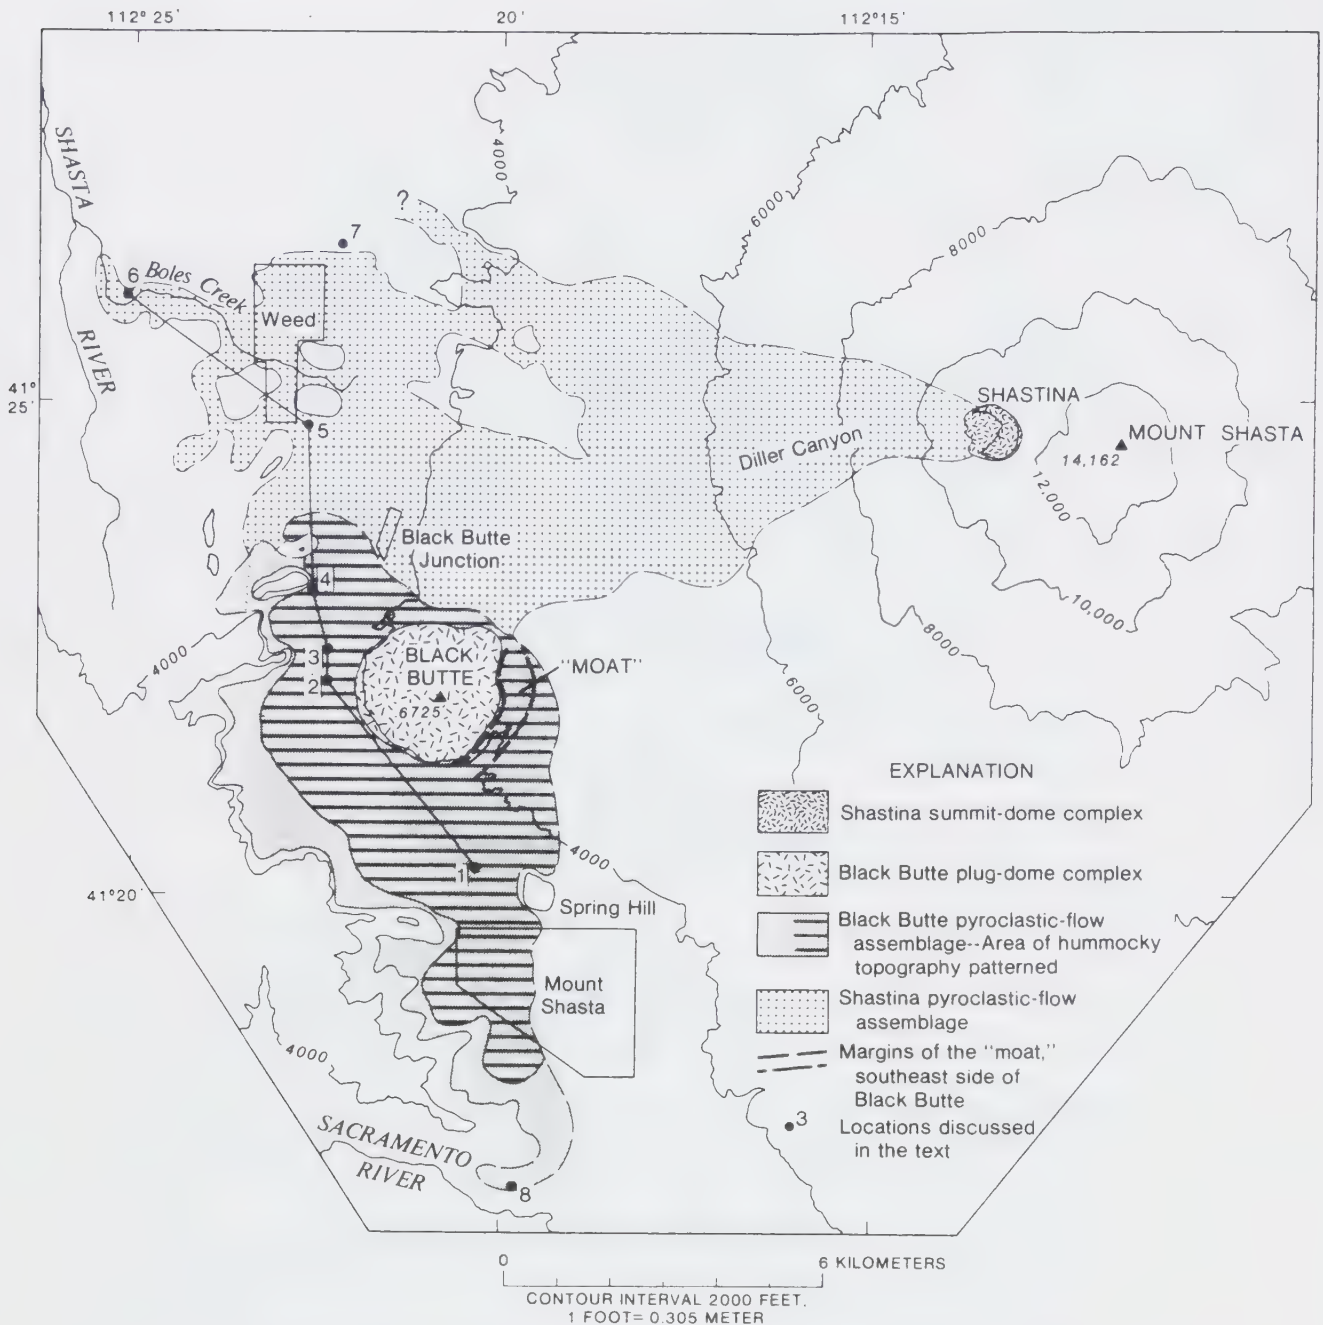 112° 25'
20'
112° 15'
SHASTA
RIVER
4000
6000
8000
?
7
6
Boles Creek
Weed
41°
25'
5
SHASTINA
MOUNT SHASTA
14,162
12,000
Diller Canyon
Black Butte
Junction
4
10,000
8000
4000
3
2
BLACK
BUTTE
6725
"MOAT"
6000
1
4000
41° 20'
Spring Hill
Mount
Shasta
4000
SACRAMENTO
RIVER
8
EXPLANATION
Shastina summit-dome complex
Black Butte plug-dome complex
Black Butte pyroclastic-flow
assemblage--Area of hummocky
topography patterned
Shastina pyroclastic-flow
assemblage
Margins of the "moat,"
southeast side of
Black Butte
3
Locations discussed
in the text
0
6 KILOMETERS
CONTOUR INTERVAL 2000 FEET.
1 FOOT= 0.305 METER